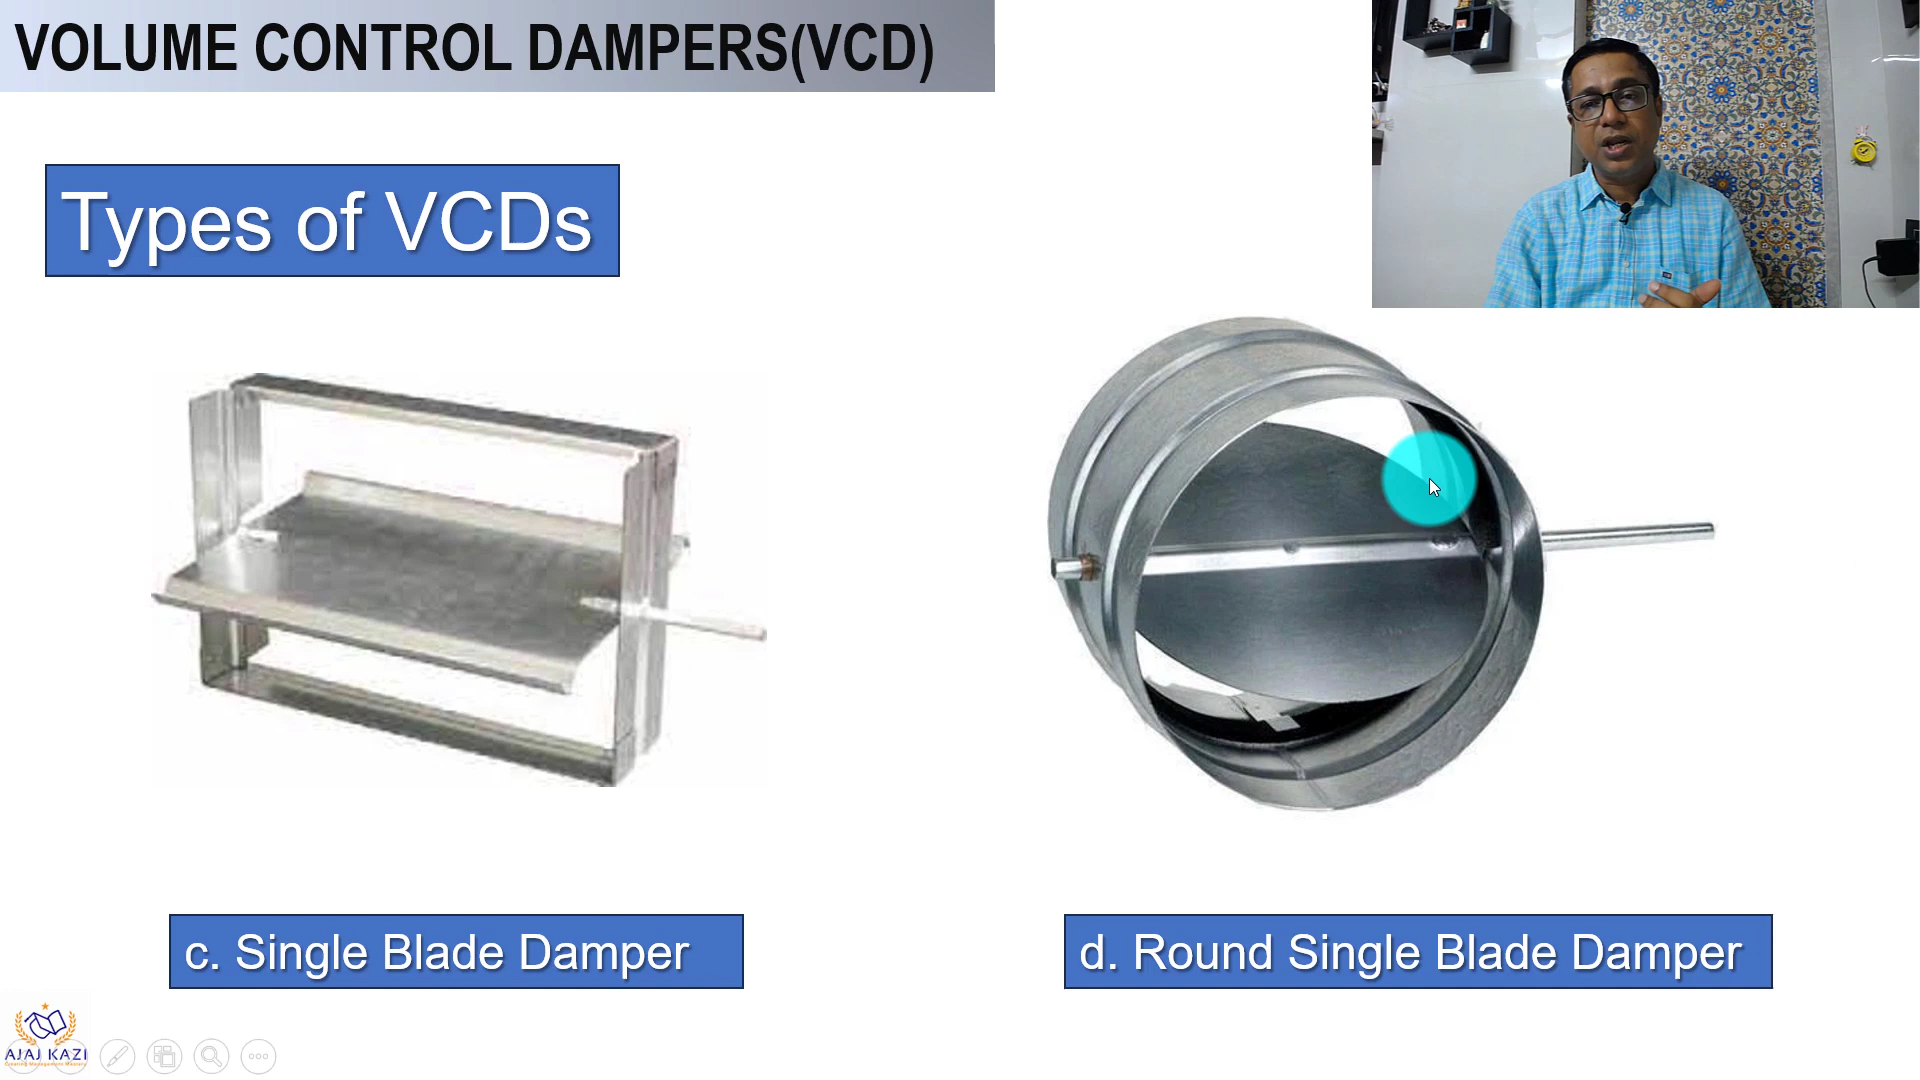 VOLUME CONTROL DAMPERS(VCD)
Types of VCDs
c. Single Blade Damper
d. Round Single Blade Damper
AJAJ KAZI